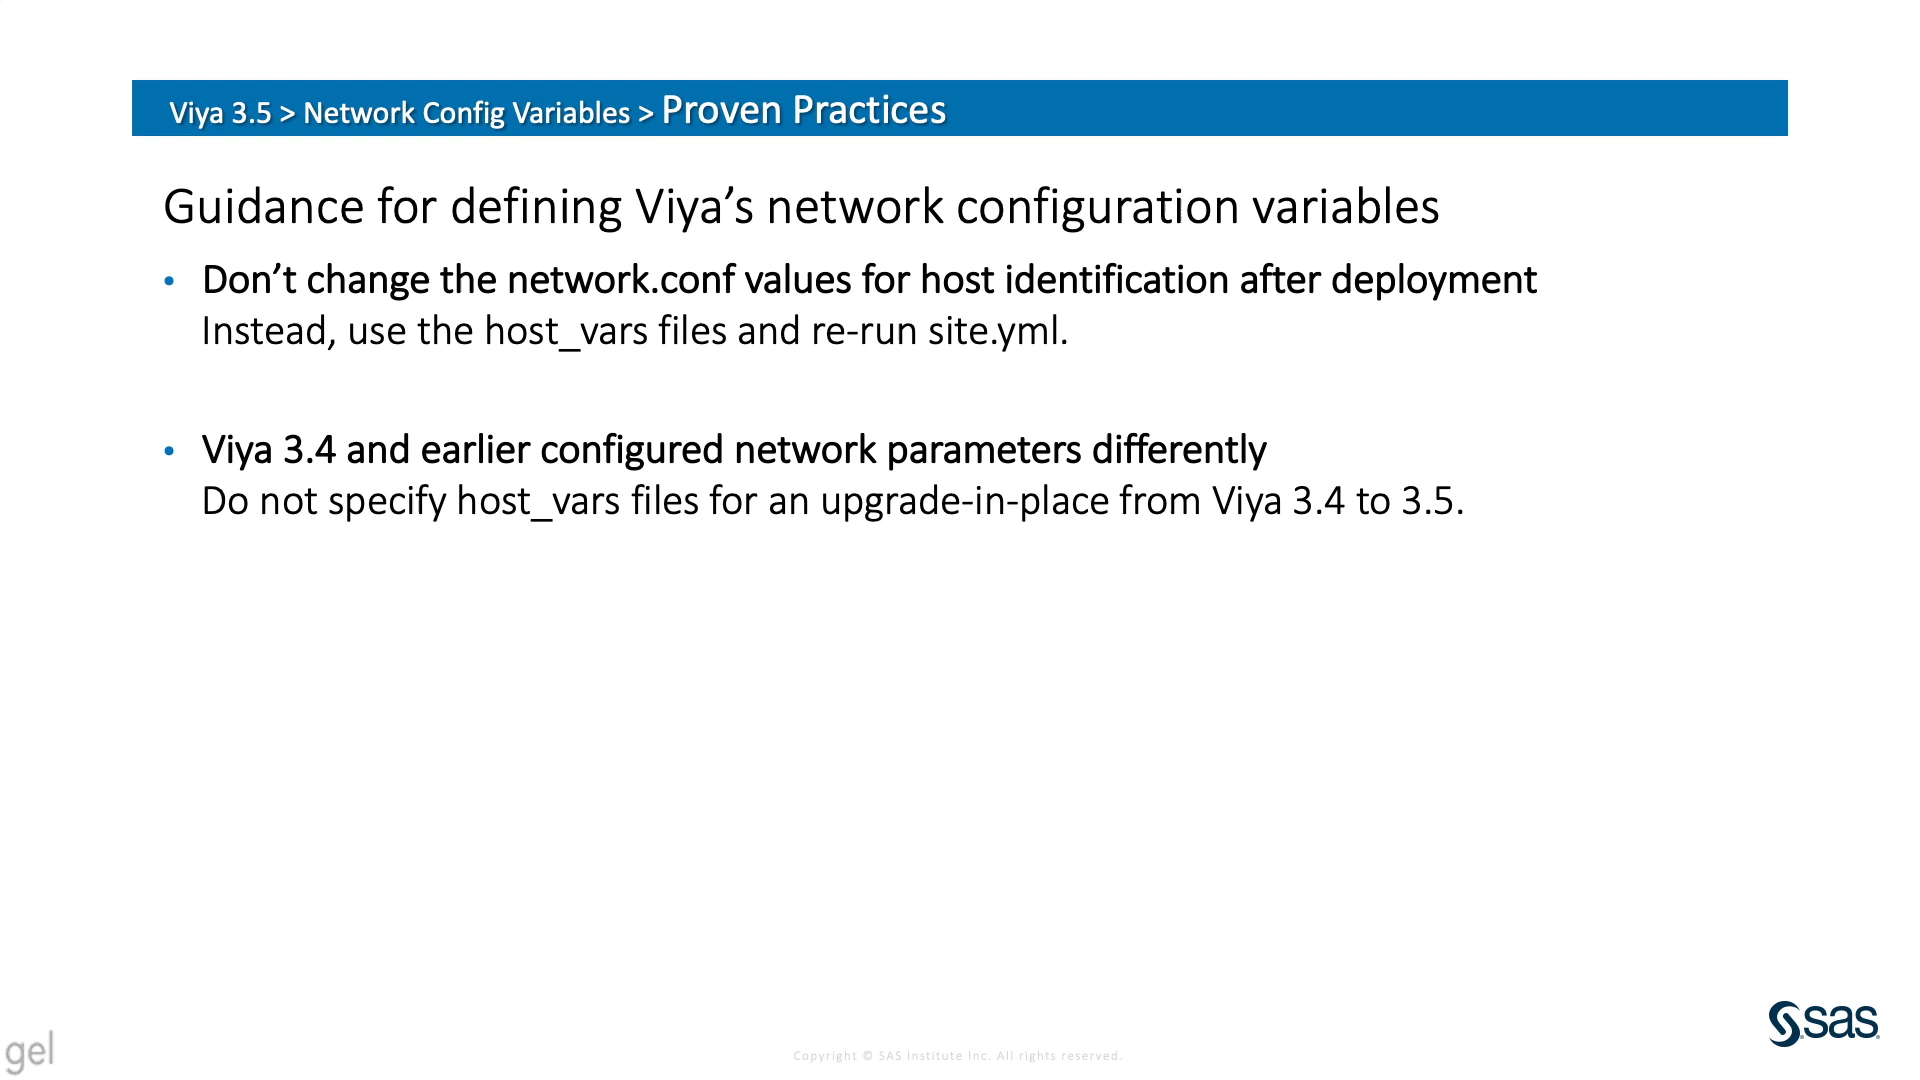 Viya 3.5 > Network Config Variables > Proven Practices
Guidance for defining Viya’s network configuration variables
• Don’t change the network.conf values for host identification after deployment
Instead, use the host_vars files and re-run site.yml.
• Viya 3.4 and earlier configured network parameters differently
Do not specify host_vars files for an upgrade-in-place from Viya 3.4 to 3.5.
sas
gel
Copyright © SAS Institute Inc. All rights reserved.